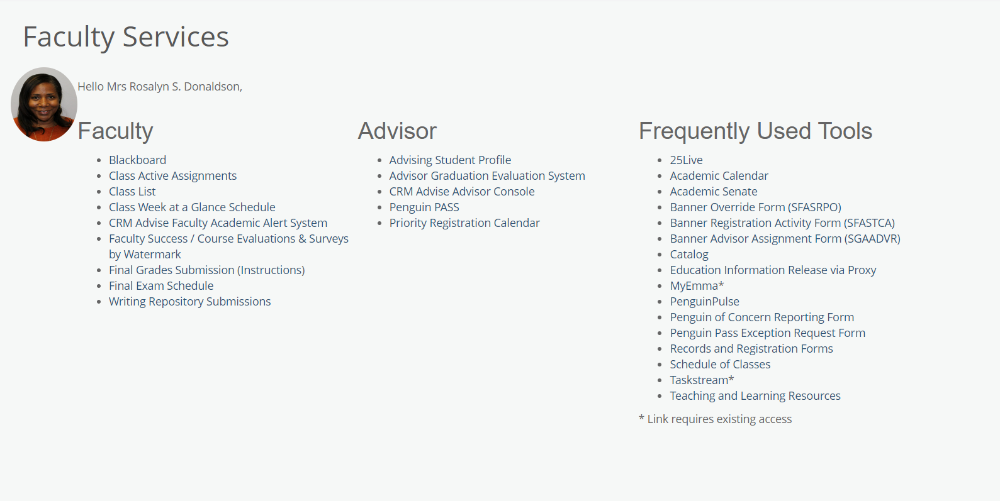 Faculty Services
Hello Mrs Rosalyn S. Donaldson,
Faculty
Blackboard
Class Active Assignments
Class List
Class Week at a Glance Schedule
CRM Advise Faculty Academic Alert System
Faculty Success / Course Evaluations & Surveys
by Watermark
Final Grades Submission (Instructions)
Final Exam Schedule
Writing Repository Submissions
Advisor
Advising Student Profile
Advisor Graduation Evaluation System
CRM Advise Advisor Console
Penguin PASS
Priority Registration Calendar
Frequently Used Tools
25Live
Academic Calendar
Academic Senate
Banner Override Form (SFASRPO)
Banner Registration Activity Form (SFASTCA)
Banner Advisor Assignment Form (SGAADVR)
Catalog
Education Information Release via Proxy
MyEmma*
PenguinPulse
Penguin of Concern Reporting Form
Penguin Pass Exception Request Form
Records and Registration Forms
Schedule of Classes
Taskstream*
Teaching and Learning Resources
* Link requires existing access